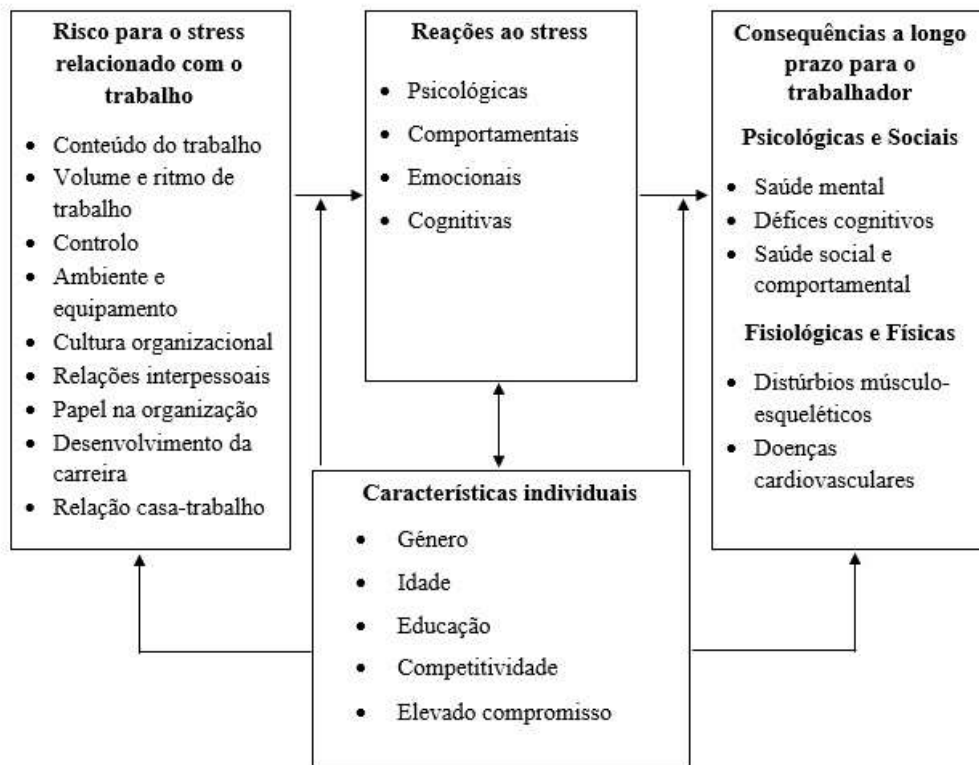 Risco para o stress
relacionado com o
trabalho
• Conteúdo do trabalho
• Volume e ritmo de
trabalho
• Controlo
• Ambiente e
equipamento
• Cultura organizacional
• Relações interpessoais
• Papel na organização
• Desenvolvimento da
carreira
• Relação casa-trabalho
Reações ao stress
• Psicológicas
• Comportamentais
• Emocionais
• Cognitivas
Consequências a longo
prazo para o
trabalhador
Psicológicas e Sociais
• Saúde mental
• Défices cognitivos
• Saúde social e
comportamental
Fisiológicas e Físicas
• Distúrbios músculo-
esqueléticos
• Doenças
cardiovasculares
Características individuais
• Género
• Idade
• Educação
• Competitividade
• Elevado compromisso